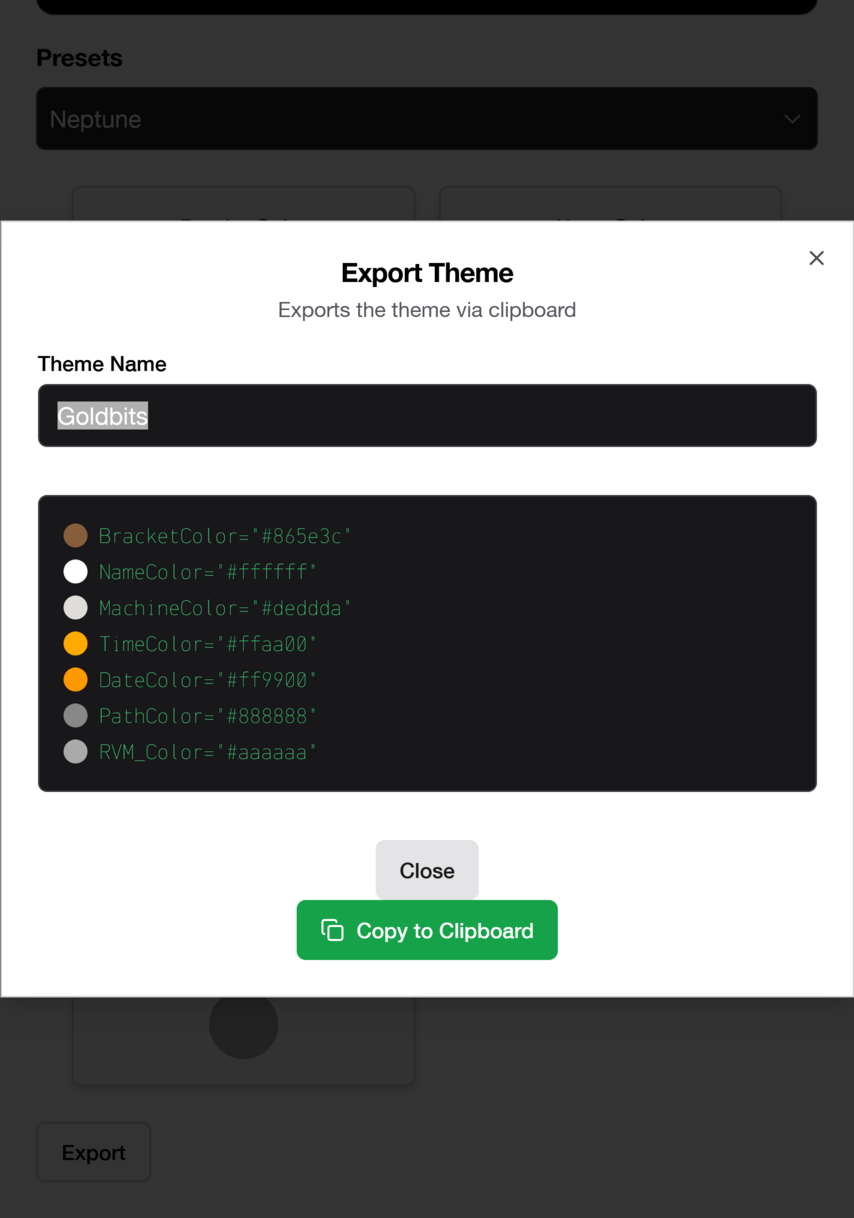 Presets
Neptune
Export Theme
Exports the theme via clipboard
Theme Name
Goldbits
BracketColor="#865e3c"
NameColor="#ffffff"
MachineColor="#deddda"
TimeColor="#ffaa00"
DateColor="#ff9900"
PathColor="#888888"
RVM_Color="#aaaaaa"
Close
Copy to Clipboard
Export